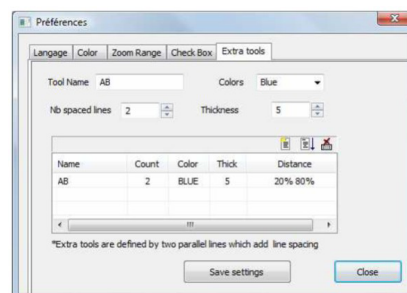 Préférences
Langage Color Zoom Range Check Box Extra tools
Tool Name AB Colors Blue
Nb spaced lines 2 Thickness 5
Name Count Color Thick Distance
AB 2 BLUE 5 20% 80%
*Extra tools are defined by two parallel lines which add line spacing
Save settings Close